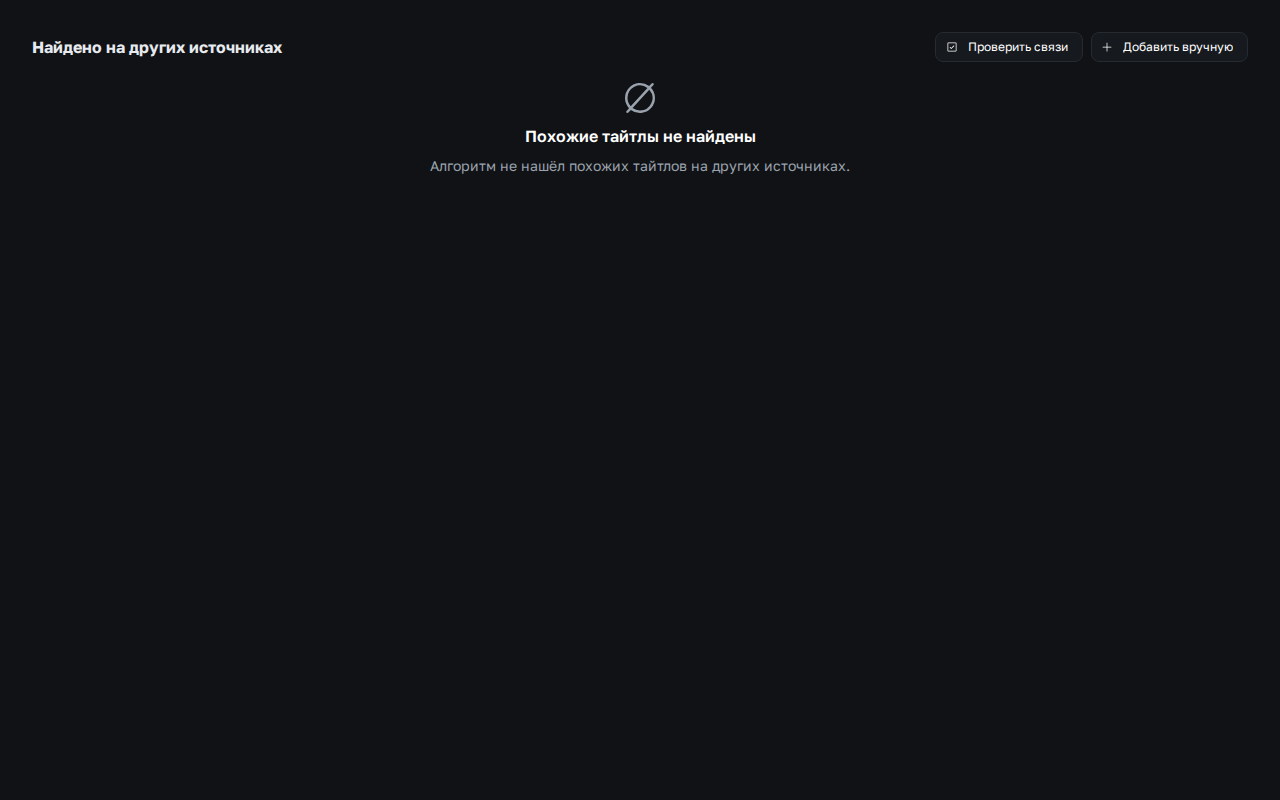 Найдено на других источниках
Проверить связи
Добавить вручную
Похожие тайтлы не найдены
Алгоритм не нашёл похожих тайтлов на других источниках.